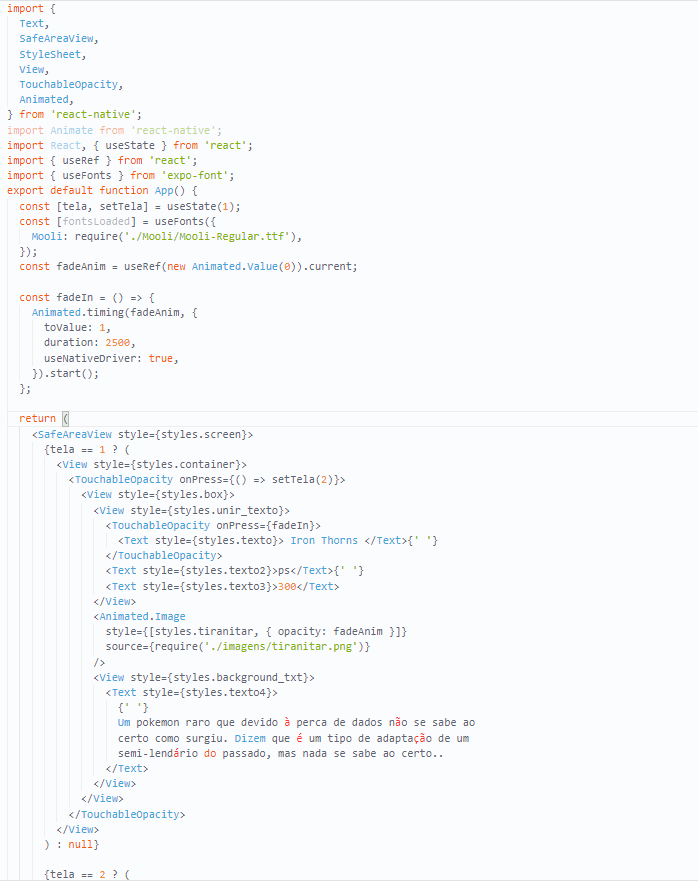 import {
  Text,
  SafeAreaView,
  StyleSheet,
  View,
  TouchableOpacity,
  Animated,
} from 'react-native';
import Animate from 'react-native';
import React, { useState } from 'react';
import { useRef } from 'react';
import { useFonts } from 'expo-font';
export default function App() {
  const [tela, setTela] = useState(1);
  const [fontsLoaded] = useFonts({
    Mooli: require('./Mooli/Mooli-Regular.ttf'),
  });
  const fadeAnim = useRef(new Animated.Value(0)).current;

  const fadeIn = () => {
    Animated.timing(fadeAnim, {
      toValue: 1,
      duration: 2500,
      useNativeDriver: true,
    }).start();
  };

  return (
    <SafeAreaView style={styles.screen}>
      {tela == 1 ? (
        <View style={styles.container}>
          <TouchableOpacity onPress={() => setTela(2)}>
            <View style={styles.box}>
              <View style={styles.unir_texto}>
                <TouchableOpacity onPress={fadeIn}>
                  <Text style={styles.texto}> Iron Thorns </Text>{' '}
                </TouchableOpacity>
                <Text style={styles.texto2}>ps</Text>{' '}
                <Text style={styles.texto3}>300</Text>
              </View>
              <Animated.Image
                style={[styles.tiranitar, { opacity: fadeAnim }]}
                source={require('./imagens/tiranitar.png')}
              />
              <View style={styles.background_txt}>
                <Text style={styles.texto4}>
                  {' '}
                  Um pokemon raro que devido à perca de dados não se sabe ao
                  certo como surgiu. Dizem que é um tipo de adaptação de um
                  semi-lendário do passado, mas nada se sabe ao certo..
                </Text>
              </View>
            </View>
          </TouchableOpacity>
        </View>
      ) : null}

      {tela == 2 ? (